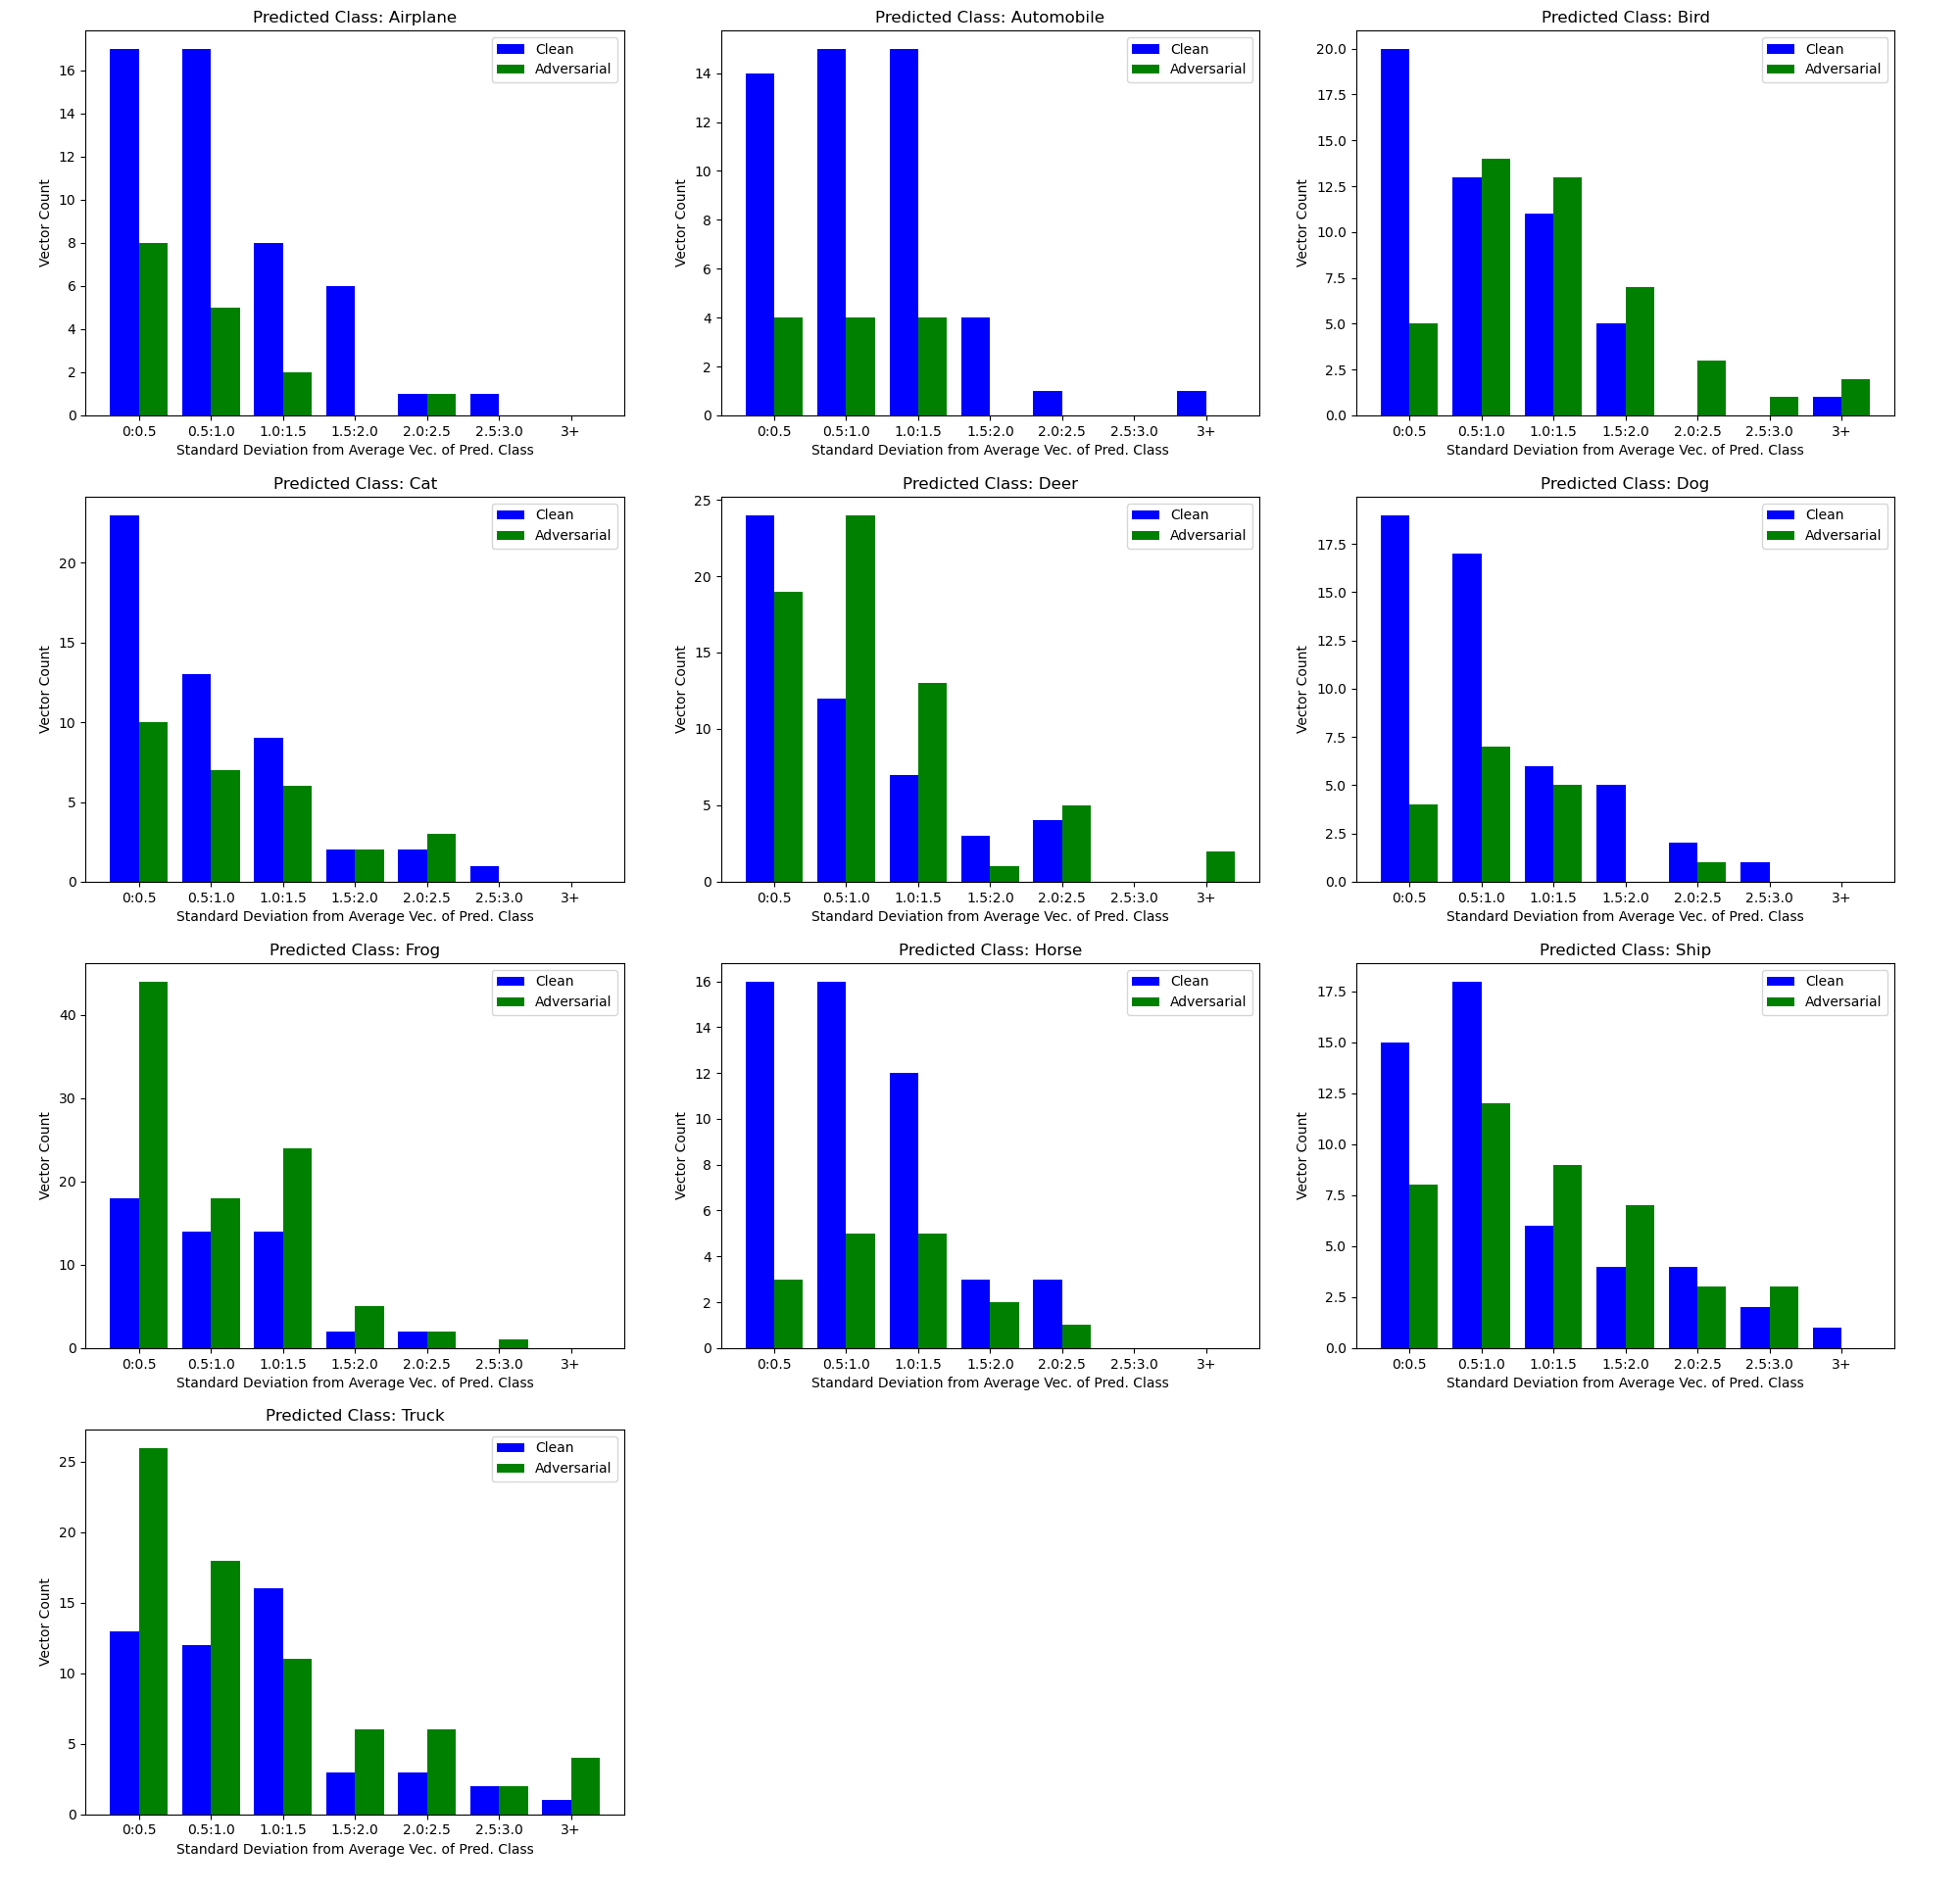 Predicted Class: Airplane
Clean
Adversarial
Vector Count
16
14
12
10
8
6
4
2
0
0:0.5 0.5:1.0 1.0:1.5 1.5:2.0 2.0:2.5 2.5:3.0 3+
Standard Deviation from Average Vec. of Pred. Class
Predicted Class: Automobile
Clean
Adversarial
Vector Count
14
12
10
8
6
4
2
0
0:0.5 0.5:1.0 1.0:1.5 1.5:2.0 2.0:2.5 2.5:3.0 3+
Standard Deviation from Average Vec. of Pred. Class
Predicted Class: Bird
Clean
Adversarial
Vector Count
20.0
17.5
15.0
12.5
10.0
7.5
5.0
2.5
0.0
0:0.5 0.5:1.0 1.0:1.5 1.5:2.0 2.0:2.5 2.5:3.0 3+
Standard Deviation from Average Vec. of Pred. Class
Predicted Class: Cat
Clean
Adversarial
Vector Count
20
15
10
5
0
0:0.5 0.5:1.0 1.0:1.5 1.5:2.0 2.0:2.5 2.5:3.0 3+
Standard Deviation from Average Vec. of Pred. Class
Predicted Class: Deer
Clean
Adversarial
Vector Count
25
20
15
10
5
0
0:0.5 0.5:1.0 1.0:1.5 1.5:2.0 2.0:2.5 2.5:3.0 3+
Standard Deviation from Average Vec. of Pred. Class
Predicted Class: Dog
Clean
Adversarial
Vector Count
17.5
15.0
12.5
10.0
7.5
5.0
2.5
0.0
0:0.5 0.5:1.0 1.0:1.5 1.5:2.0 2.0:2.5 2.5:3.0 3+
Standard Deviation from Average Vec. of Pred. Class
Predicted Class: Frog
Clean
Adversarial
Vector Count
40
30
20
10
0
0:0.5 0.5:1.0 1.0:1.5 1.5:2.0 2.0:2.5 2.5:3.0 3+
Standard Deviation from Average Vec. of Pred. Class
Predicted Class: Horse
Clean
Adversarial
Vector Count
16
14
12
10
8
6
4
2
0
0:0.5 0.5:1.0 1.0:1.5 1.5:2.0 2.0:2.5 2.5:3.0 3+
Standard Deviation from Average Vec. of Pred. Class
Predicted Class: Ship
Clean
Adversarial
Vector Count
17.5
15.0
12.5
10.0
7.5
5.0
2.5
0.0
0:0.5 0.5:1.0 1.0:1.5 1.5:2.0 2.0:2.5 2.5:3.0 3+
Standard Deviation from Average Vec. of Pred. Class
Predicted Class: Truck
Clean
Adversarial
Vector Count
25
20
15
10
5
0
0:0.5 0.5:1.0 1.0:1.5 1.5:2.0 2.0:2.5 2.5:3.0 3+
Standard Deviation from Average Vec. of Pred. Class